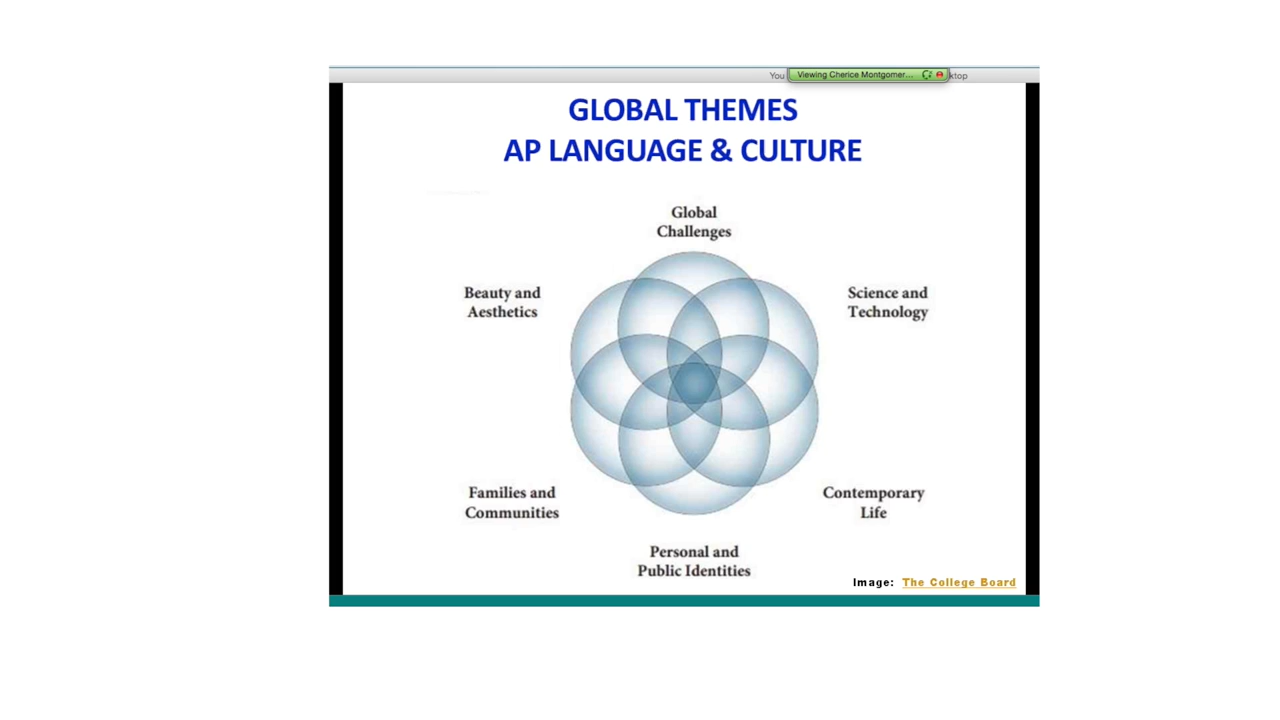 You
Viewing Cherice Montgomer...
ktop
GLOBAL THEMES
AP LANGUAGE & CULTURE
Global
Challenges
Beauty and
Aesthetics
Science and
Technology
Families and
Communities
Contemporary
Life
Personal and
Public Identities
Image: The College Board